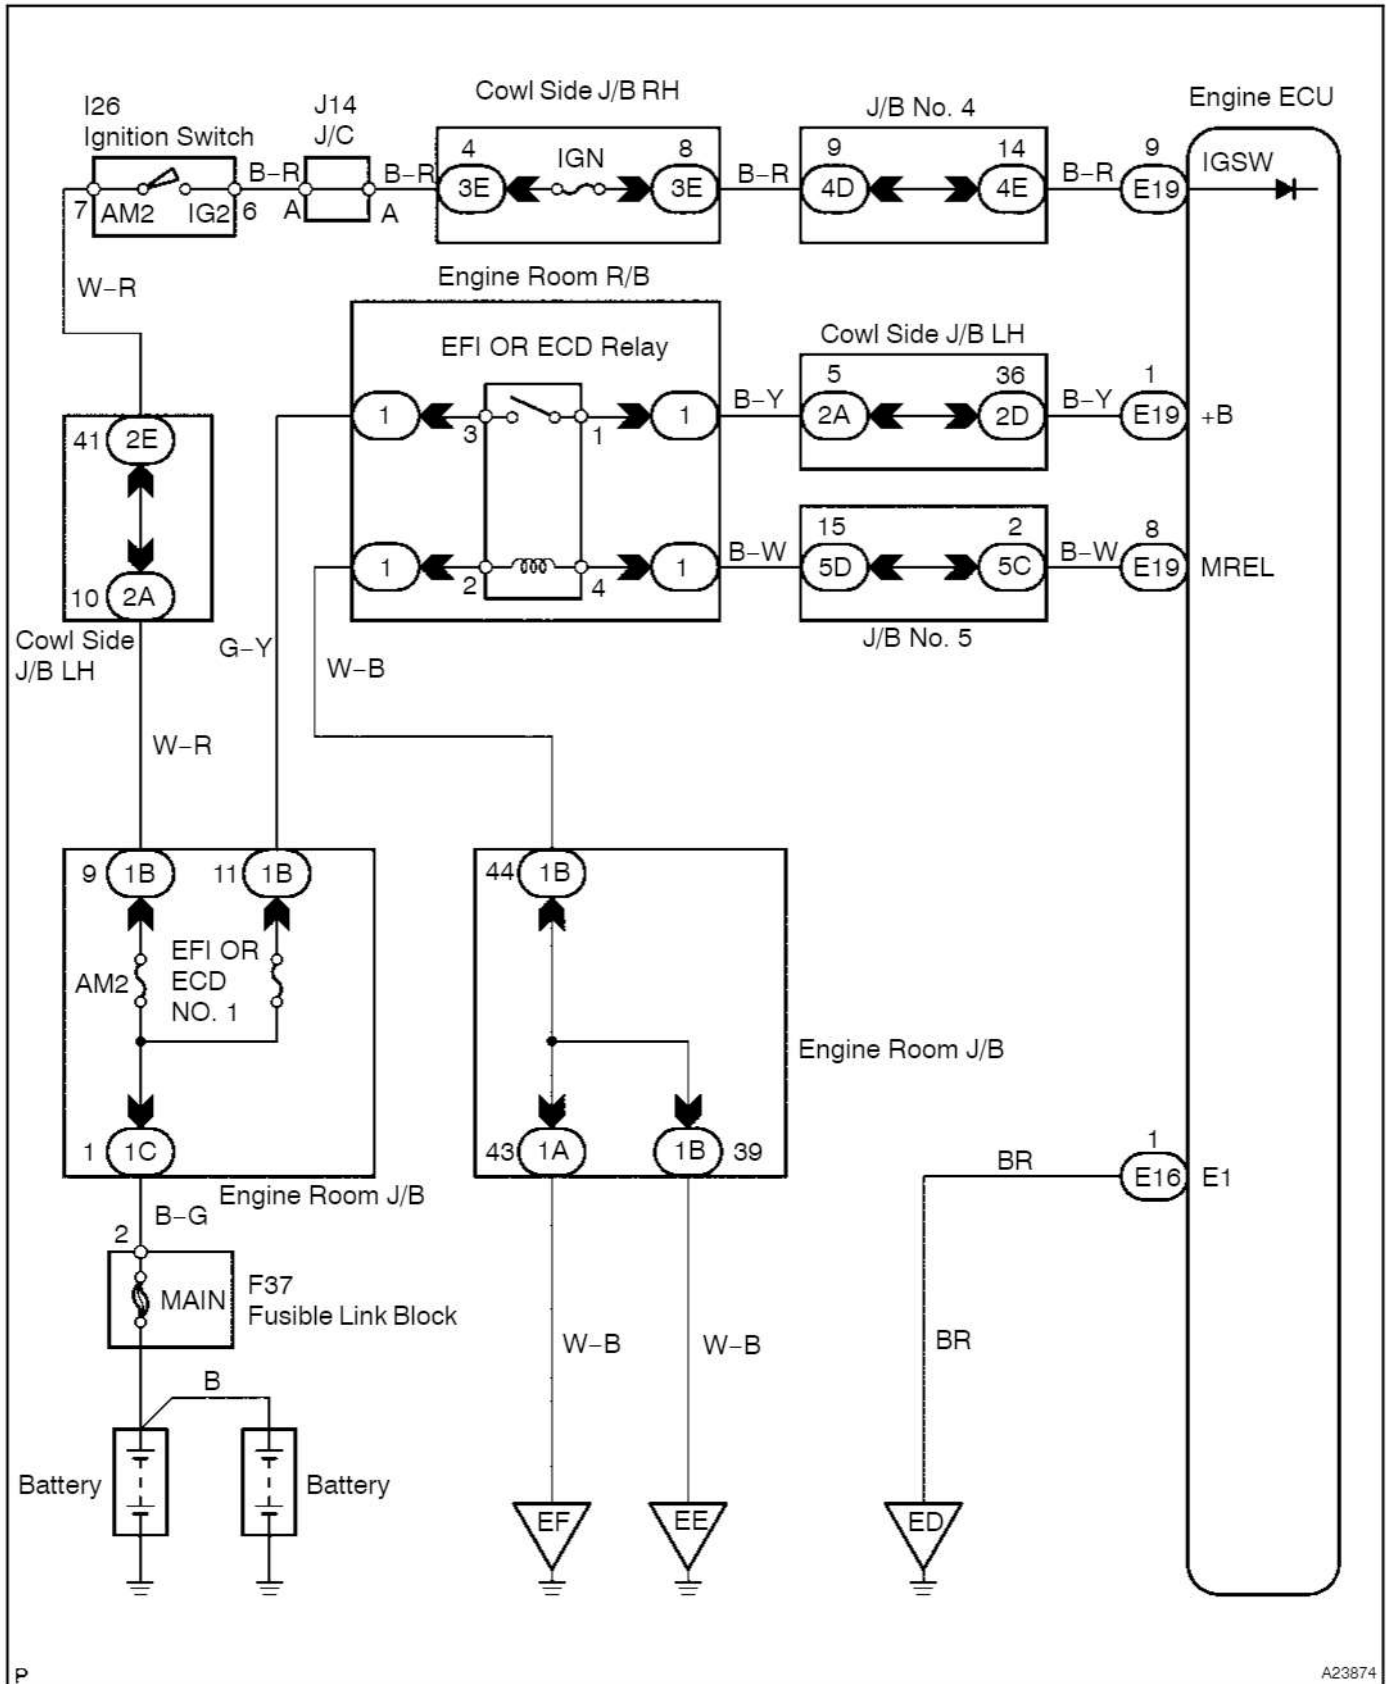 Cowl Side J/B RH
I26
Ignition Switch
J14
J/C
J/B No. 4
Engine ECU
B–R
B–R
4
3E
IGN
8
3E
B–R
9
4D
14
4E
B–R
9
E19
IGSW
7
AM2
IG2
6
A
A
W–R
Engine Room R/B
EFI OR ECD Relay
Cowl Side J/B LH
1
3
1
1
B–Y
5
2A
36
2D
B–Y
1
E19
+B
41
2E
10
2A
Cowl Side
J/B LH
1
2
4
1
B–W
15
5D
2
5C
B–W
8
E19
MREL
J/B No. 5
G–Y
W–B
W–R
9
1B
11
1B
44
1B
AM2
EFI OR
ECD
NO. 1
Engine Room J/B
1
1C
43
1A
1B
39
Engine Room J/B
BR
1
E16
E1
B–G
2
MAIN
F37
Fusible Link Block
W–B
W–B
BR
B
Battery
Battery
EF
EE
ED
P
A23874